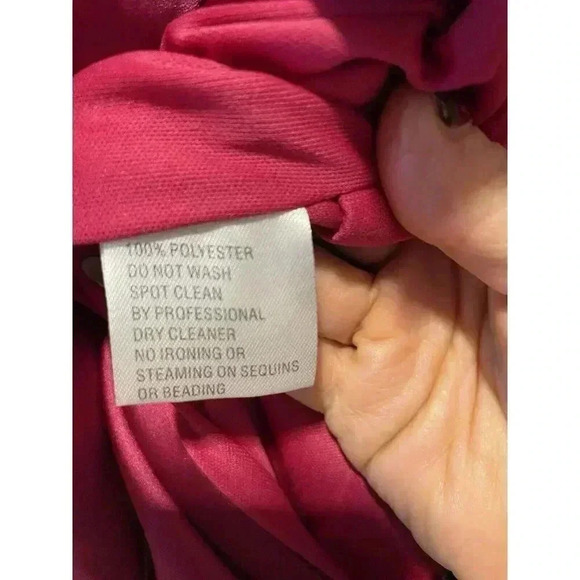 100% POLYESTER
DO NOT WASH
SPOT CLEAN
BY PROFESSIONAL
DRY CLEANER
NO IRONING OR
STEAMING ON SEQUINS
OR BEADING